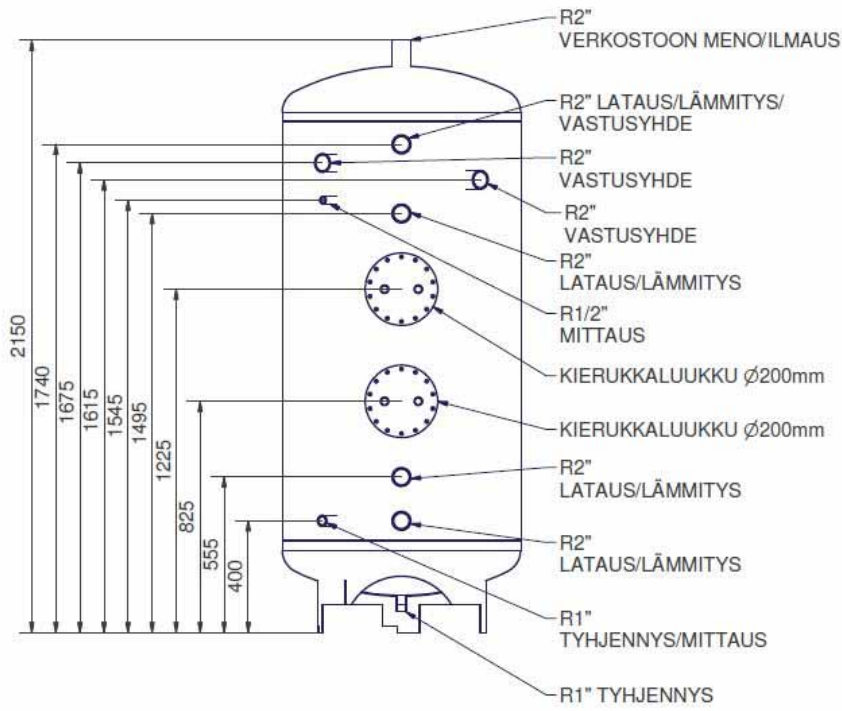 R2”
VERKOSTOON MENO/ILMAUS
R2” LATAUS/LÄMMITYS/
VASTUSYHDE
R2”
VASTUSYHDE
R2”
VASTUSYHDE
R2”
LATAUS/LÄMMITYS
R1/2”
MITTAUS
KIERUKKALUUKKU Ø200mm
KIERUKKALUUKKU Ø200mm
R2”
LATAUS/LÄMMITYS
R2”
LATAUS/LÄMMITYS
R1”
TYHJENNYS/MITTAUS
R1” TYHJENNYS
2150
1740
1675
1615
1545
1495
1225
825
555
400